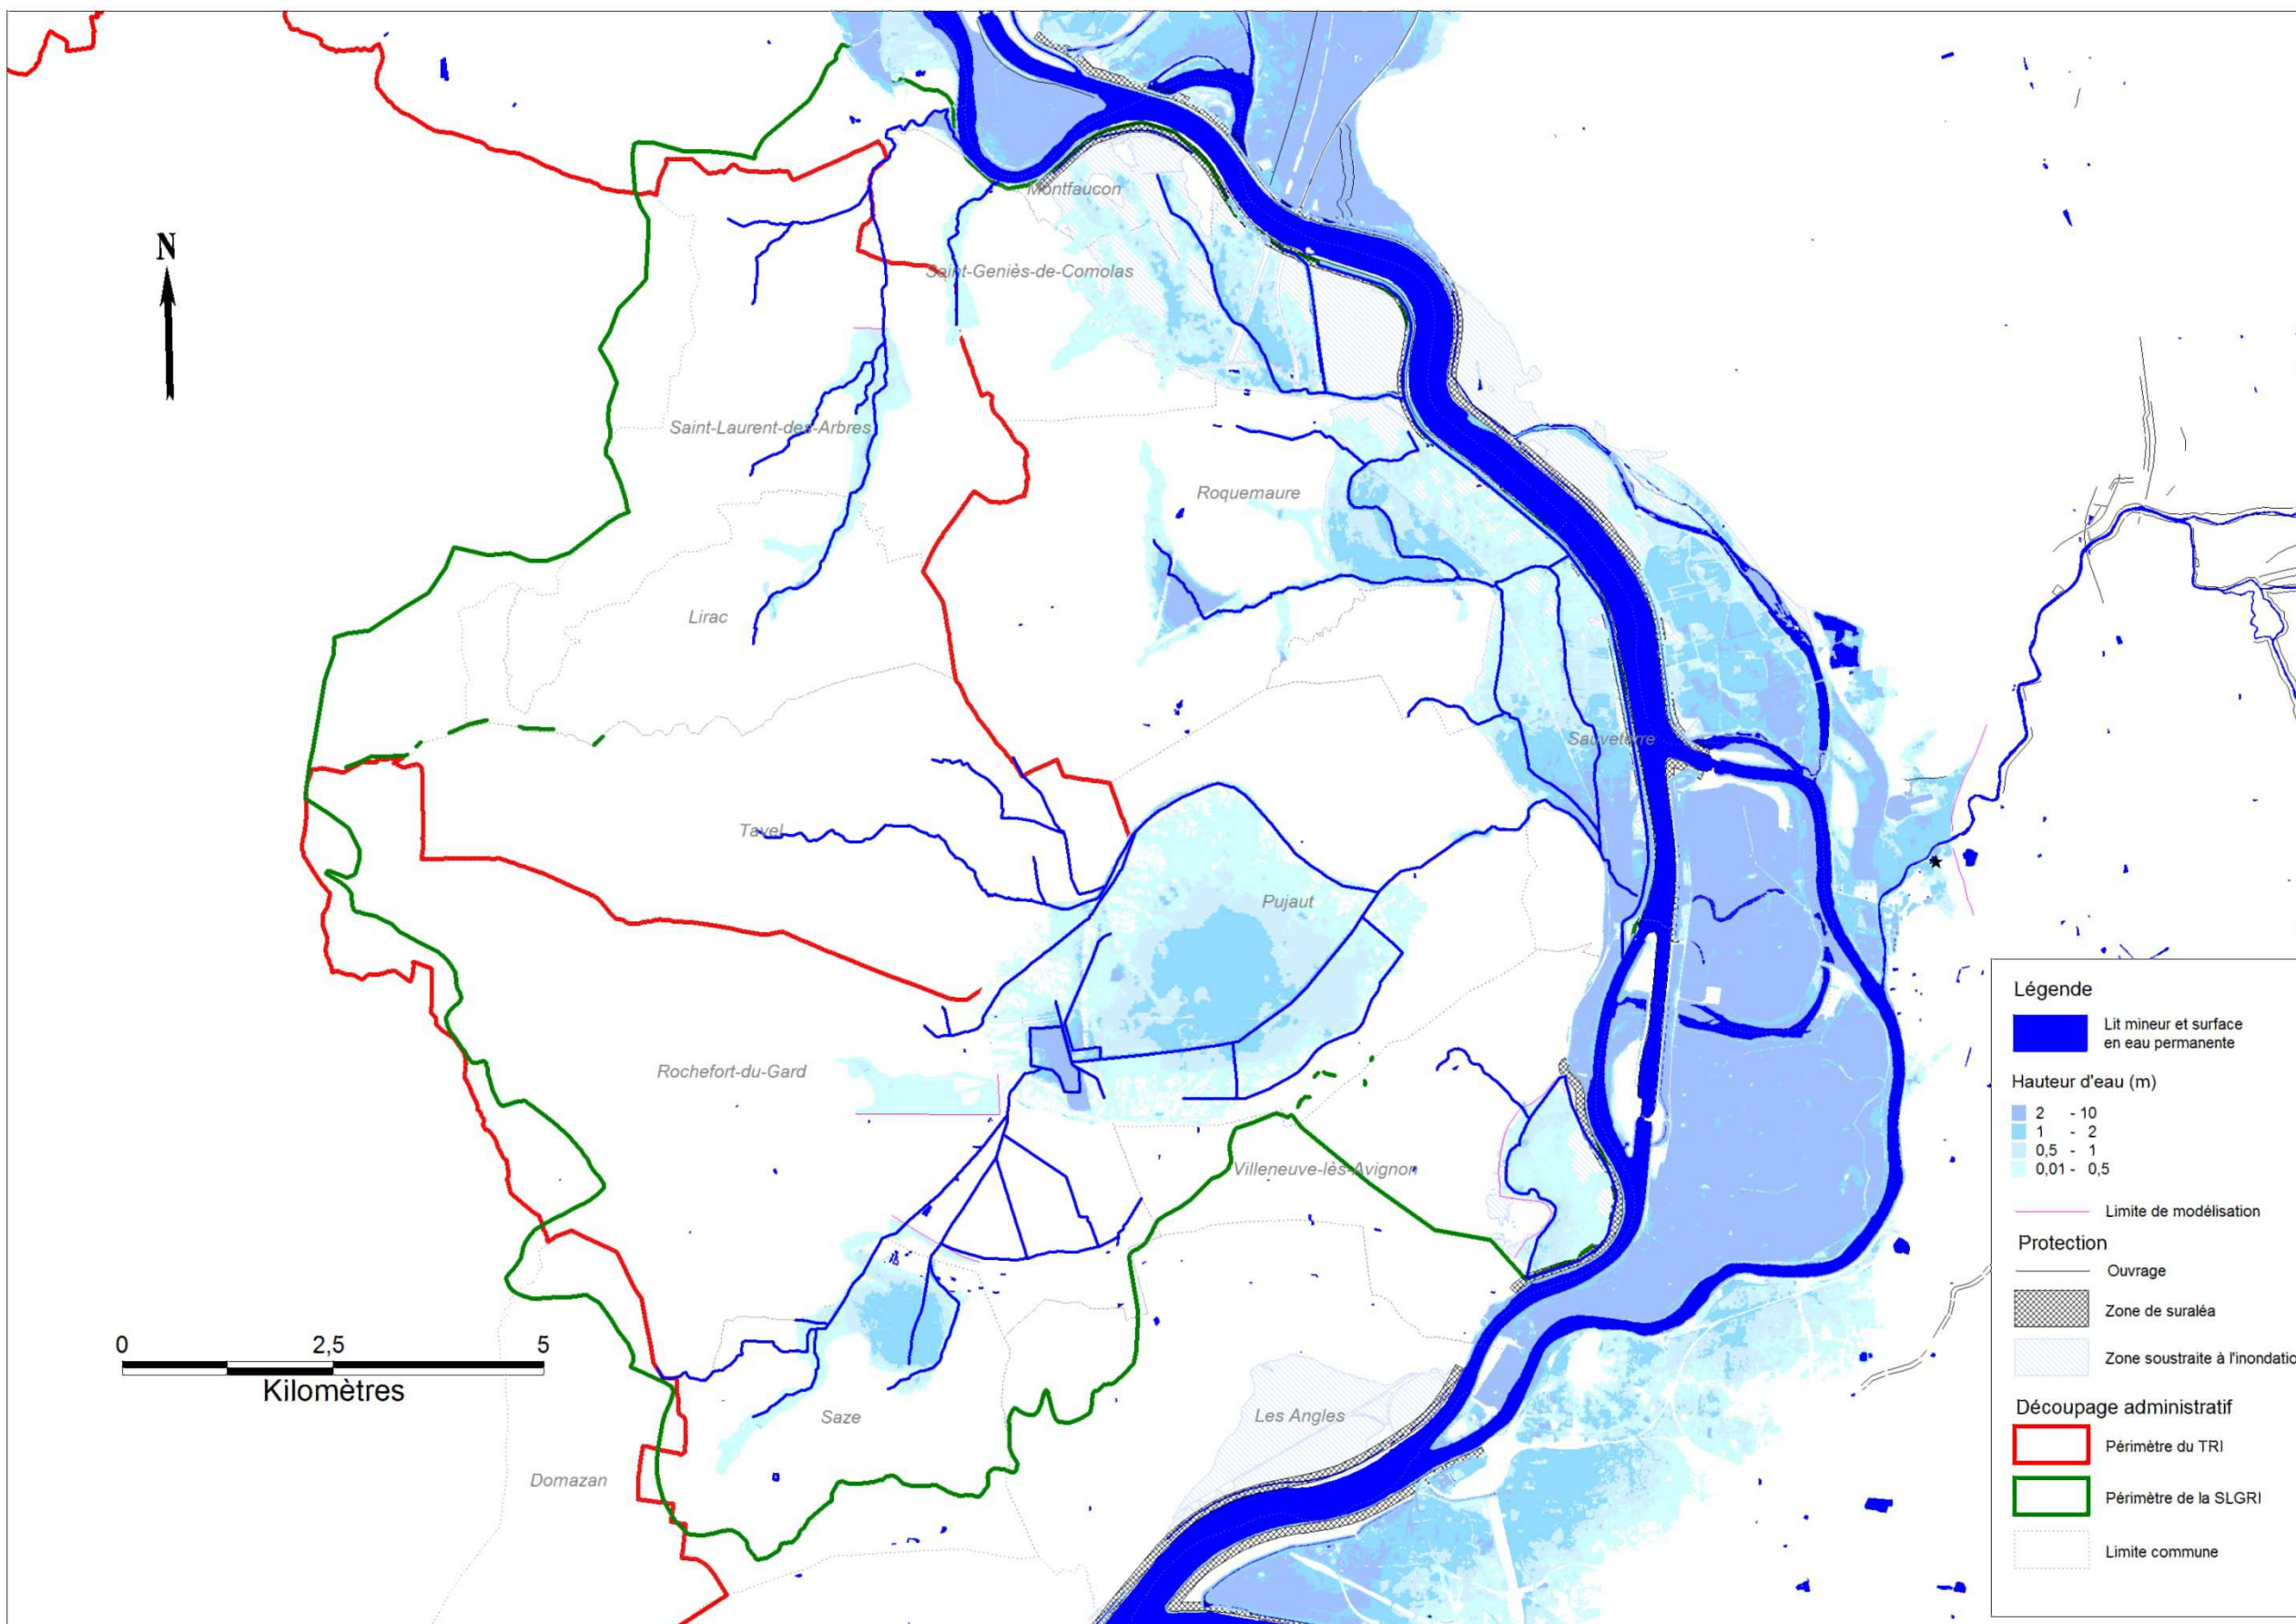 N
Montfaucon
Saint-Geniès-de-Comolas
Saint-Laurent-des-Arbres
Roquemaure
Lirac
Sauveterre
Tavel
Pujaut
Rochefort-du-Gard
Villeneuve-lès-Avignon
Saze
Les Angles
Domazan
0 2,5 5
Kilomètres
Légende
Lit mineur et surface
en eau permanente
Hauteur d'eau (m)
2 - 10
1 - 2
0,5 - 1
0,01 - 0,5
Limite de modélisation
Protection
Ouvrage
Zone de suraléa
Zone soustraite à l'inondatio
Découpage administratif
Périmètre du TRI
Périmètre de la SLGRI
Limite commune